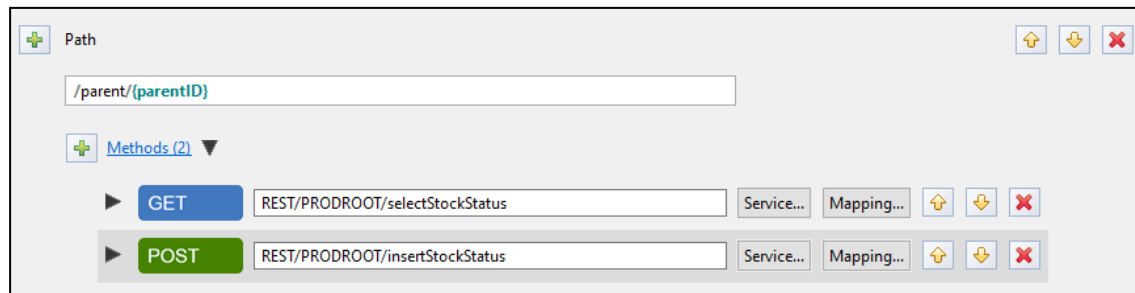 Path
/parent/{parentID}
Methods (2)
GET REST/PRODROOT/selectStockStatus Service... Mapping...
POST REST/PRODROOT/insertStockStatus Service... Mapping...